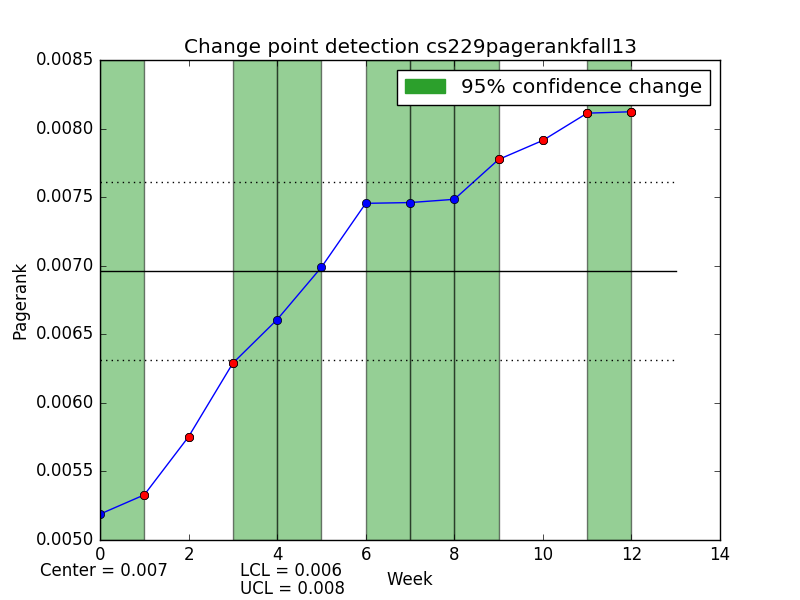 Change point detection cs229pagerankfall13
95% confidence change
0.0085
0.0080
0.0075
0.0070
0.0065
0.0060
0.0055
0.0050
Pagerank
0 2 4 6 8 10 12 14
Center = 0.007
LCL = 0.006
UCL = 0.008
Week